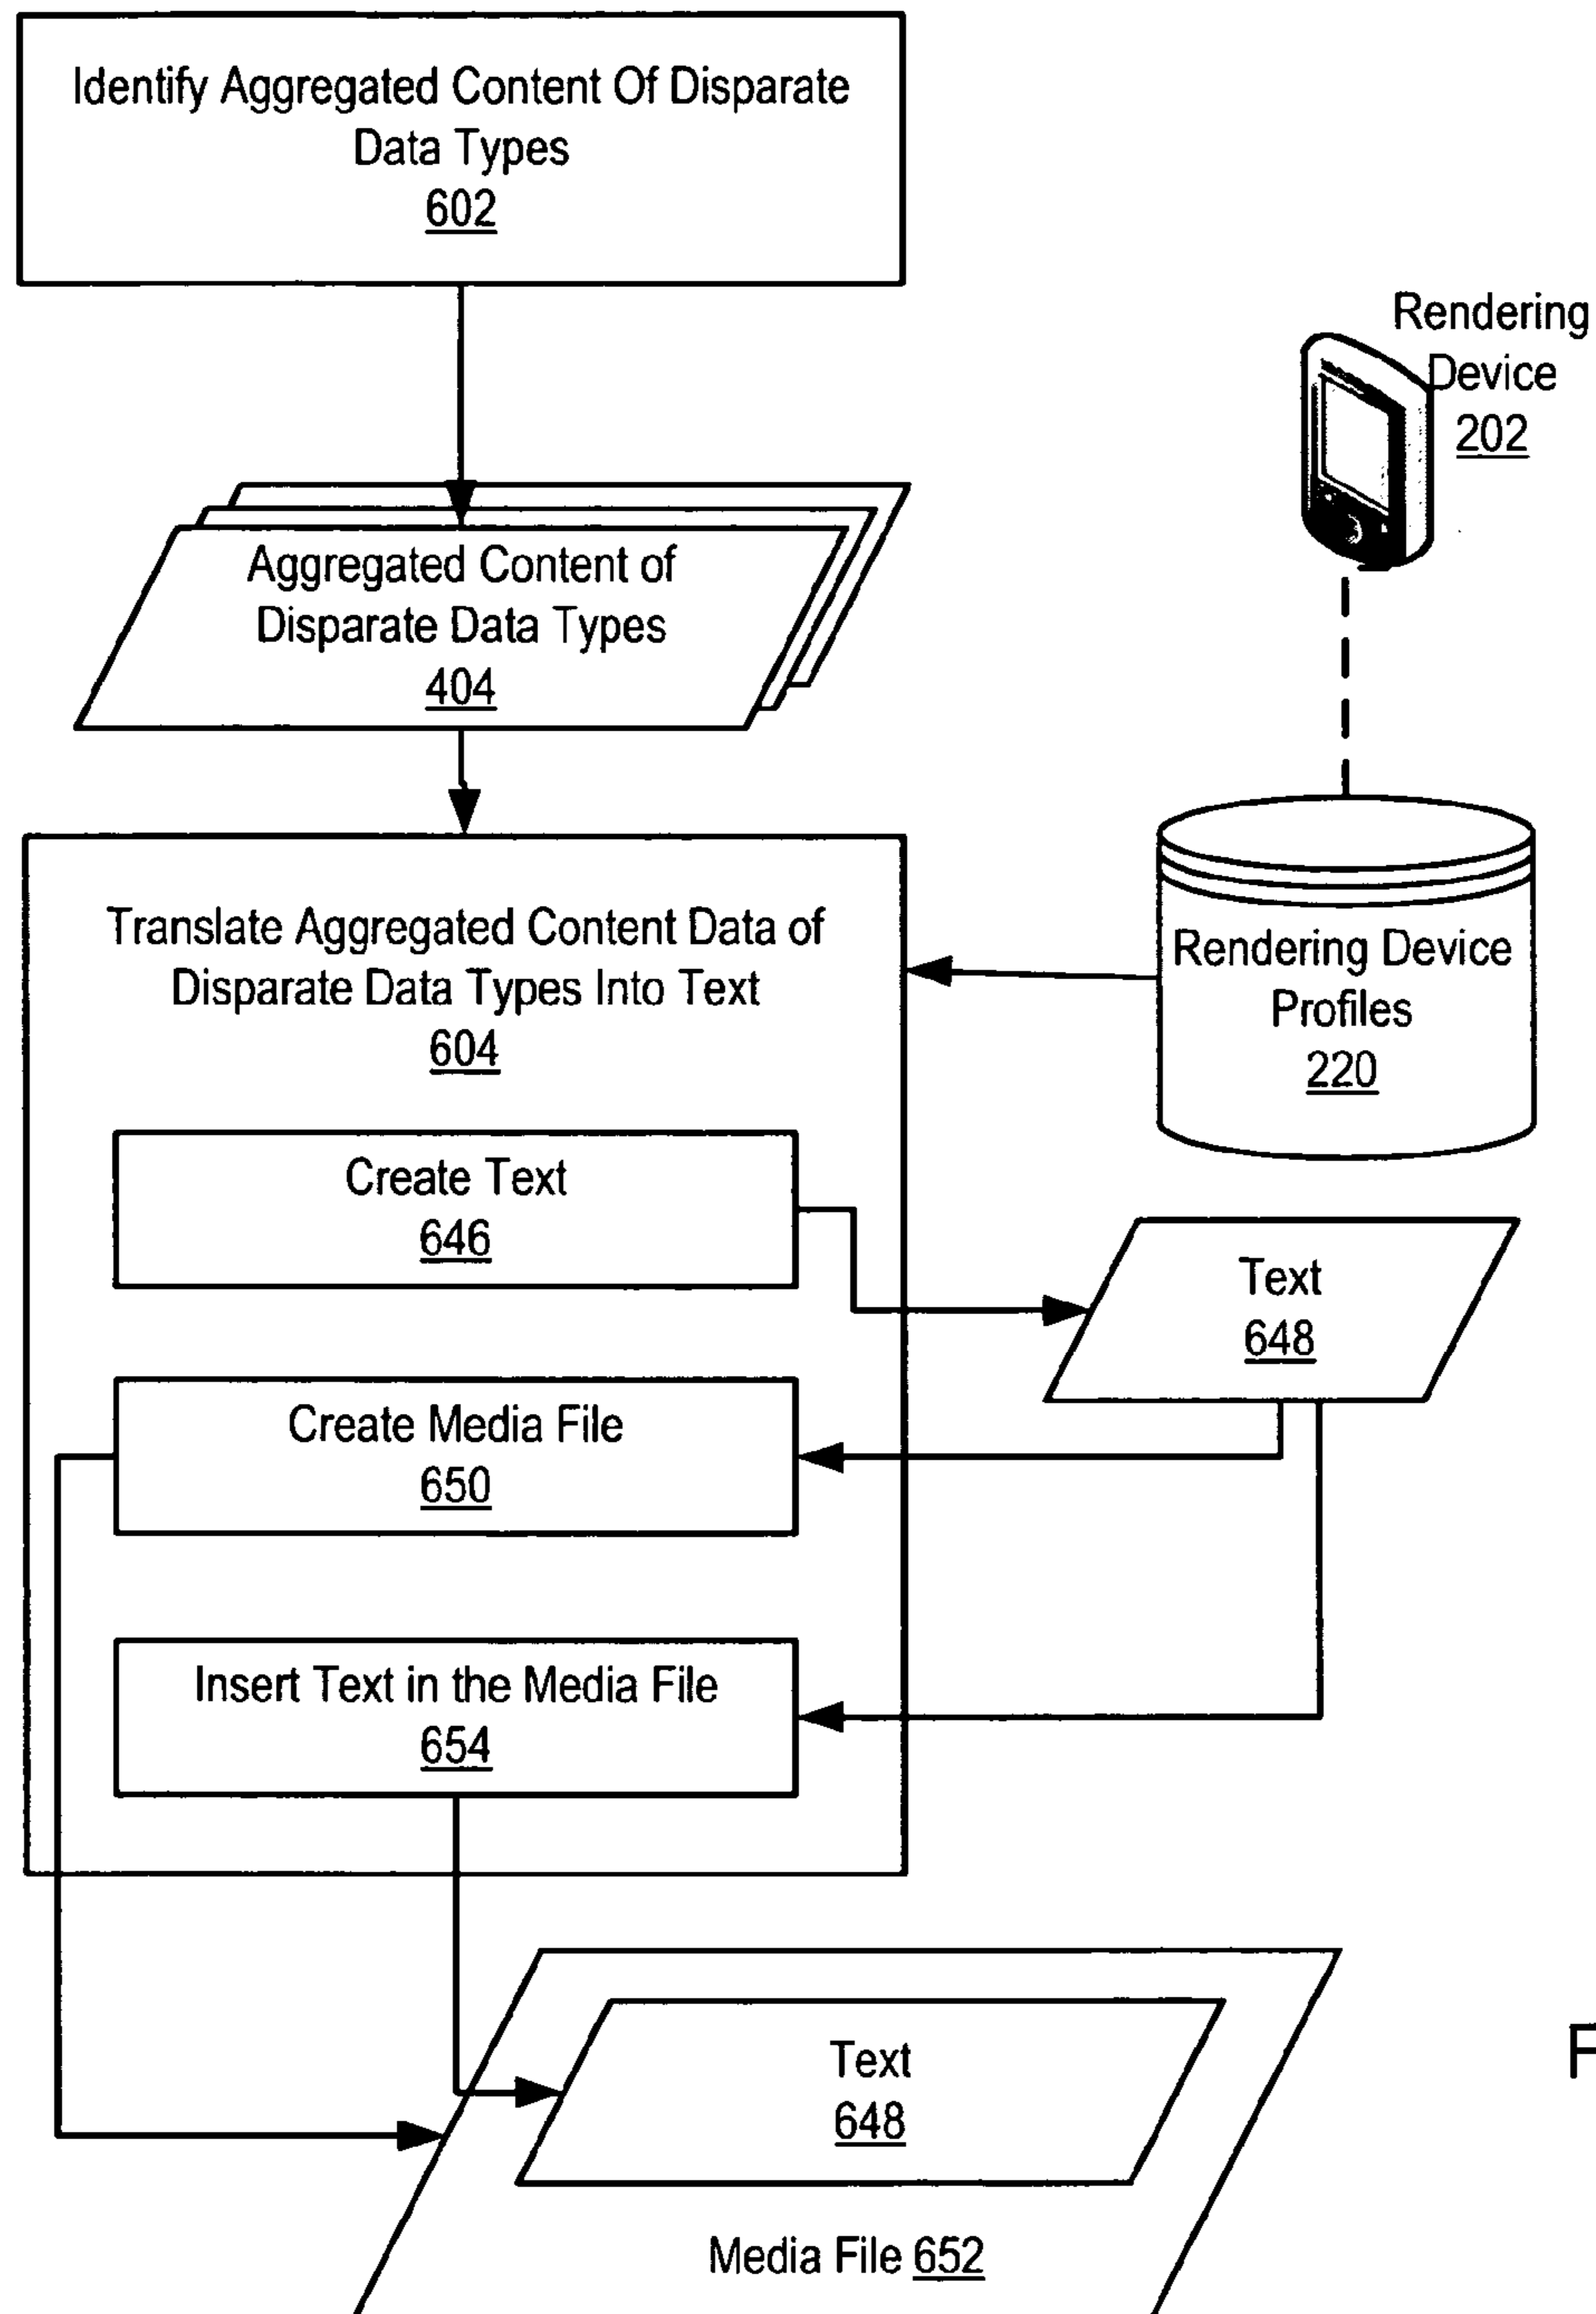 Identify Aggregated Content Of Disparate
Data Types
602
Rendering
Device
202
Aggregated Content of
Disparate Data Types
404
Translate Aggregated Content Data of
Disparate Data Types Into Text
604
Rendering Device
Profiles
220
Create Text
646
Text
648
Create Media File
650
Insert Text in the Media File
654
Text
648
Media File 652
F